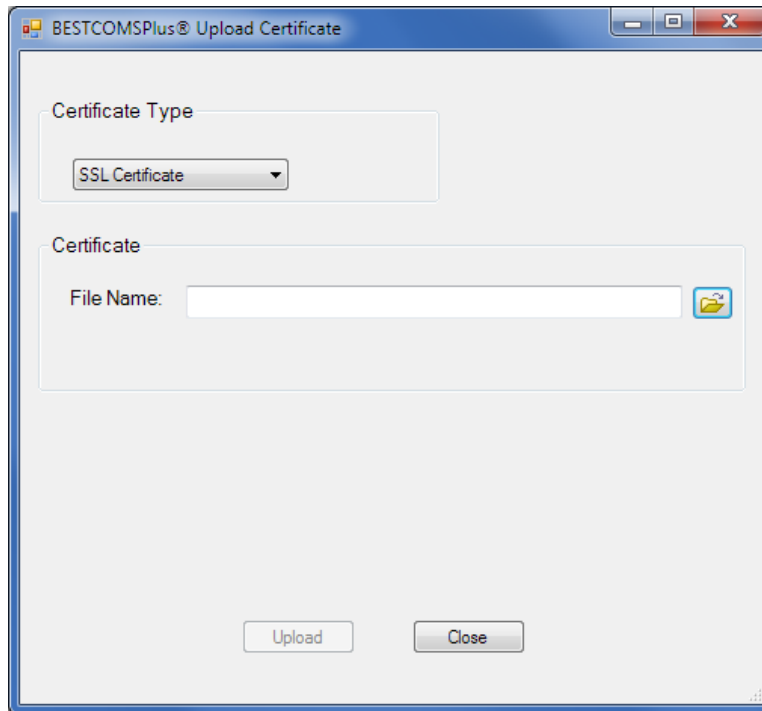 BESTCOMSPlus® Upload Certificate
Certificate Type
SSL Certificate
Certificate
File Name:
Upload
Close